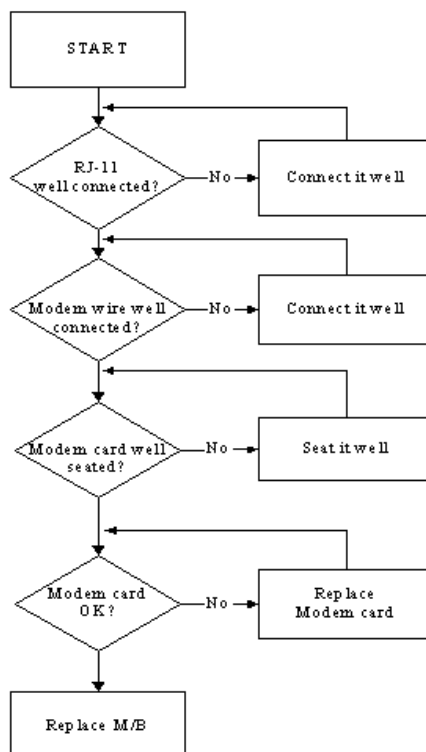 START
RJ-11
well connected?
No
Connect it well
Modem wire well
connected?
No
Connect it well
Modem card well
seated?
No
Seat it well
Modem card
OK?
No
Replace
Modem card
Replace M/B